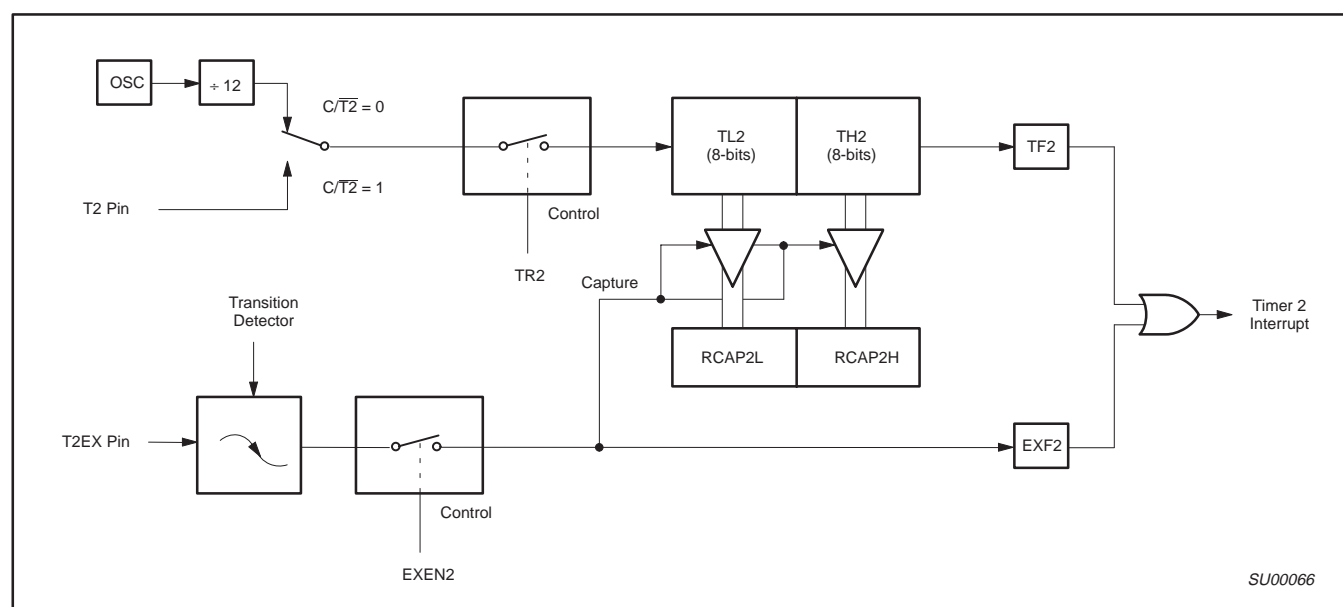 OSC
÷ 12
C/T2̅ = 0
C/T2̅ = 1
T2 Pin
Control
TR2
TL2
(8-bits)
TH2
(8-bits)
TF2
Capture
RCAP2L
RCAP2H
Timer 2
Interrupt
Transition
Detector
T2EX Pin
Control
EXEN2
EXF2
SU00066